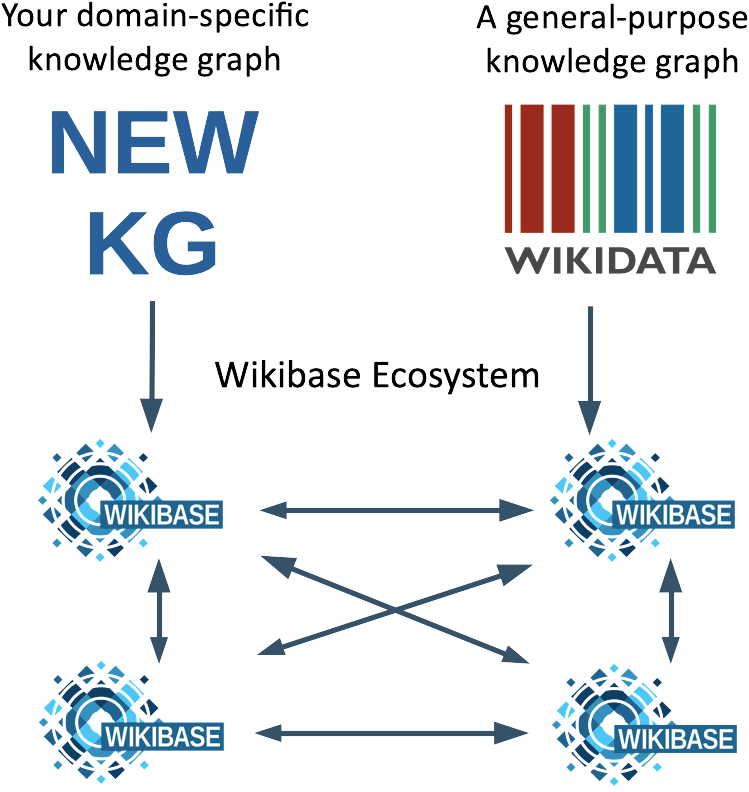 Your domain-specific
knowledge graph
A general-purpose
knowledge graph
NEW
KG
WIKIDATA
Wikibase Ecosystem
WIKIBASE
WIKIBASE
WIKIBASE
WIKIBASE